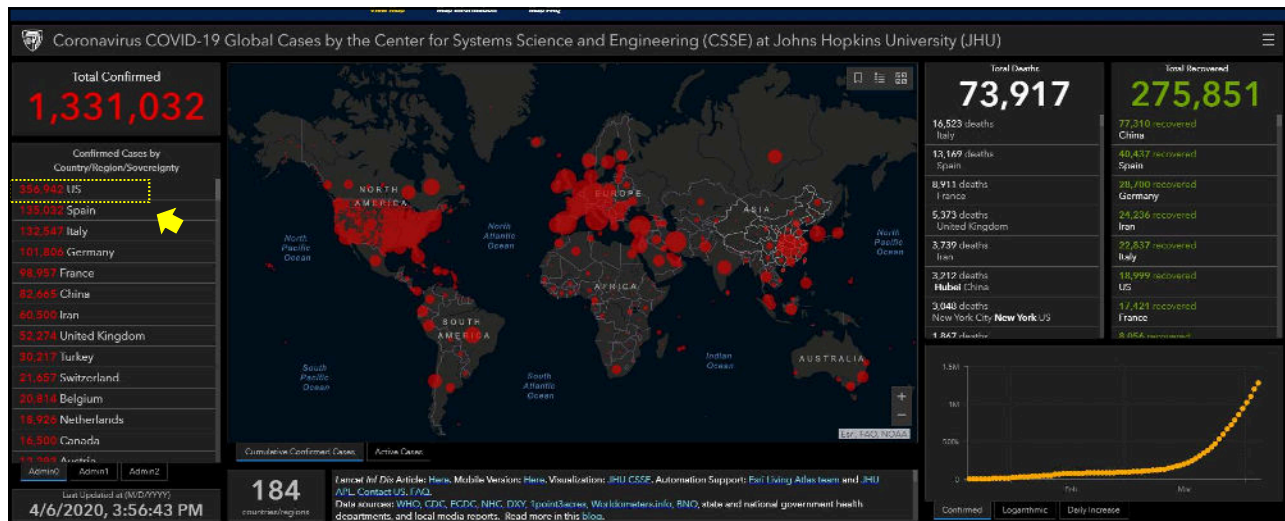 View Map Map Information Map FAQ
Coronavirus COVID-19 Global Cases by the Center for Systems Science and Engineering (CSSE) at Johns Hopkins University (JHU)
Total Confirmed
1,331,032
Confirmed Cases by
Country/Region/Sovereignty
356,942 US
135,032 Spain
132,547 Italy
101,806 Germany
98,957 France
82,665 China
60,500 Iran
52,274 United Kingdom
30,217 Turkey
21,657 Switzerland
20,814 Belgium
18,926 Netherlands
16,500 Canada
Austria
Admin0 Admin1 Admin2
Last Updated at (M/D/YYYY)
4/6/2020, 3:56:43 PM
NORTH
AMERICA
EUROPE
ASIA
AFRICA
SOUTH
AMERICA
AUSTRALIA
North
Pacific
Ocean
North
Atlantic
Ocean
North
Pacific
Ocean
South
Pacific
Ocean
South
Atlantic
Ocean
Indian
Ocean
+
−
Esri, FAO, NOAA
Cumulative Confirmed Cases Active Cases
184
countries/regions
Lancet Inf Dis Article: Here. Mobile Version: Here. Visualization: JHU CSSE. Automation Support: Esri Living Atlas team and JHU
APL. Contact US. FAQ.
Data sources: WHO, CDC, ECDC, NHC, DXY, 1point3acres, Worldometers.info, BNO, state and national government health
departments, and local media reports. Read more in this blog.
Total Deaths
73,917
16,523 deaths
Italy
13,169 deaths
Spain
8,911 deaths
France
5,373 deaths
United Kingdom
3,739 deaths
Iran
3,212 deaths
Hubei China
3,048 deaths
New York City New York US
1,867 deaths
Total Recovered
275,851
77,310 recovered
China
40,437 recovered
Spain
28,700 recovered
Germany
24,236 recovered
Iran
22,837 recovered
Italy
18,999 recovered
US
17,421 recovered
France
1.5M
1M
500k
0
Feb Mar
Confirmed Logarithmic Daily Increase